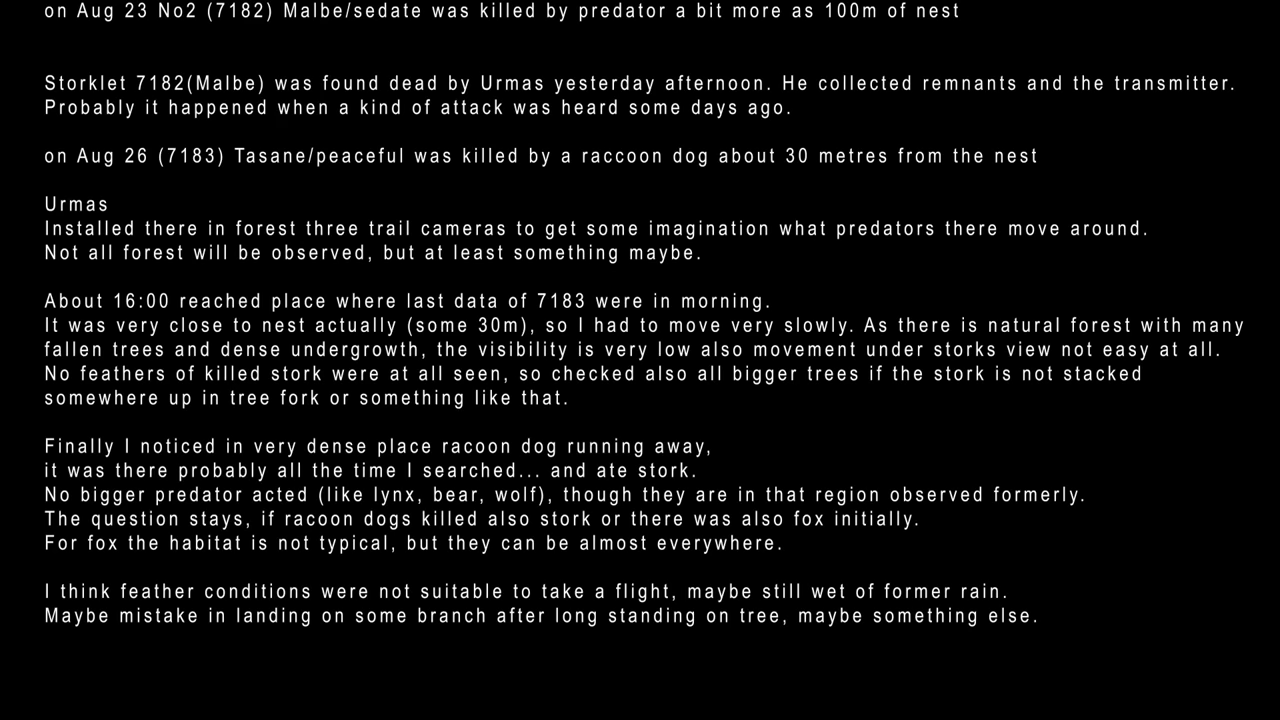 on Aug 23 No2 (7182) Malbe/sedate was killed by predator a bit more as 100m of nest
Storklet 7182(Malbe) was found dead by Urmas yesterday afternoon. He collected remnants and the transmitter.
Probably it happened when a kind of attack was heard some days ago.
on Aug 26 (7183) Tasane/peaceful was killed by a raccoon dog about 30 metres from the nest
Urmas
Installed there in forest three trail cameras to get some imagination what predators there move around.
Not all forest will be observed, but at least something maybe.
About 16:00 reached place where last data of 7183 were in morning.
It was very close to nest actually (some 30m), so I had to move very slowly. As there is natural forest with many
fallen trees and dense undergrowth, the visibility is very low also movement under storks view not easy at all.
No feathers of killed stork were at all seen, so checked also all bigger trees if the stork is not stacked
somewhere up in tree fork or something like that.
Finally I noticed in very dense place racoon dog running away,
it was there probably all the time I searched... and ate stork.
No bigger predator acted (like lynx, bear, wolf), though they are in that region observed formerly.
The question stays, if racoon dogs killed also stork or there was also fox initially.
For fox the habitat is not typical, but they can be almost everywhere.
I think feather conditions were not suitable to take a flight, maybe still wet of former rain.
Maybe mistake in landing on some branch after long standing on tree, maybe something else.